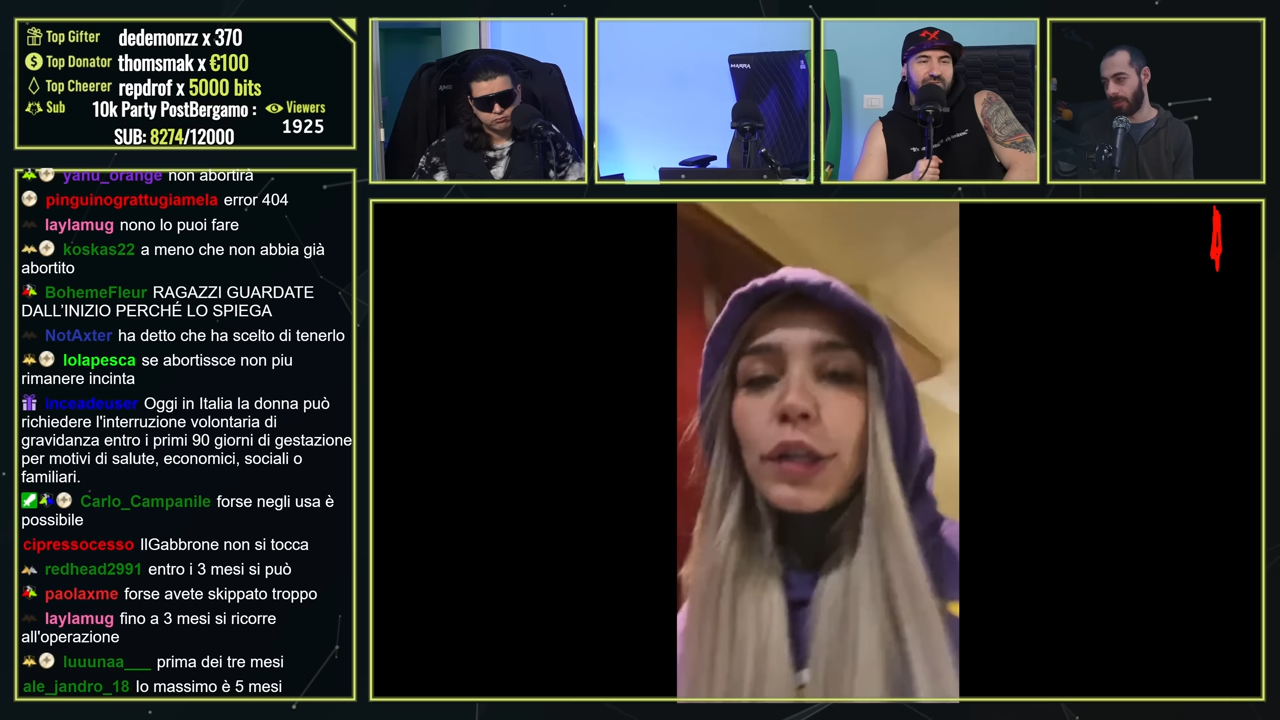 Top Gifter dedemonzz x 370
Top Donator thomsmak x €100
Top Cheerer repdrof x 5000 bits
Sub 10k Party PostBergamo : Viewers
1925
SUB: 8274/12000
yanu_orange non abortirà
pinguinograttugiamela error 404
laylamug nono lo puoi fare
koskas22 a meno che non abbia già
abortito
BohemeFleur RAGAZZI GUARDATE
DALL'INIZIO PERCHÉ LO SPIEGA
NotAxter ha detto che ha scelto di tenerlo
lolapesca se abortissce non piu
rimanere incinta
inceadeuser Oggi in Italia la donna può
richiedere l'interruzione volontaria di
gravidanza entro i primi 90 giorni di gestazione
per motivi di salute, economici, sociali o
familiari.
Carlo_Campanile forse negli usa è
possibile
cipressocesso IlGabbrone non si tocca
redhead2991 entro i 3 mesi si può
paolaxme forse avete skippato troppo
laylamug fino a 3 mesi si ricorre
all'operazione
luuunaa___ prima dei tre mesi
ale_jandro_18 lo massimo è 5 mesi
MARRA